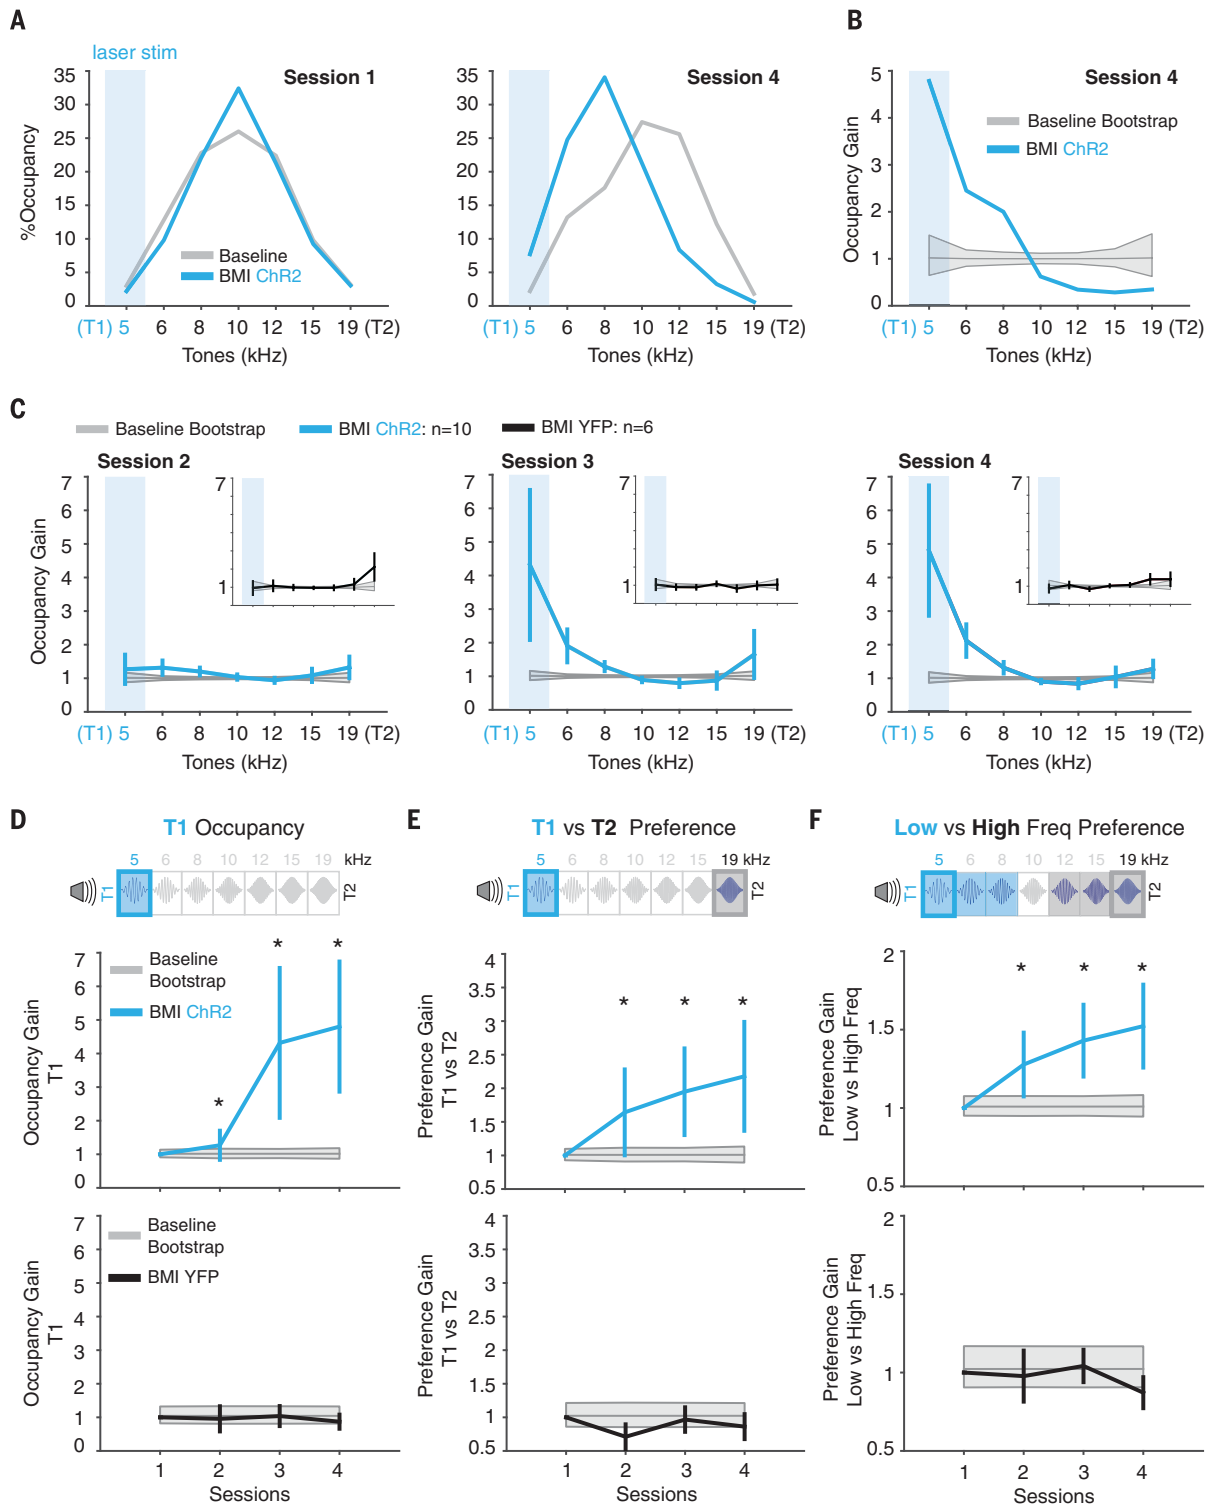 A
B
laser stim
Session 1
Session 4
Session 4
%Occupancy
35
30
25
20
15
10
5
0
Baseline
BMI ChR2
(T1) 5 6 8 10 12 15 19 (T2)
Tones (kHz)
35
30
25
20
15
10
5
0
(T1) 5 6 8 10 12 15 19 (T2)
Tones (kHz)
Occupancy Gain
5
4
3
2
1
0
Baseline Bootstrap
BMI ChR2
(T1) 5 6 8 10 12 15 19 (T2)
Tones (kHz)
C
Baseline Bootstrap
BMI ChR2: n=10
BMI YFP: n=6
Session 2
Occupancy Gain
7
6
5
4
3
2
1
0
7
1
(T1) 5 6 8 10 12 15 19 (T2)
Tones (kHz)
Session 3
7
6
5
4
3
2
1
0
7
1
(T1) 5 6 8 10 12 15 19 (T2)
Tones (kHz)
Session 4
7
6
5
4
3
2
1
0
7
1
(T1) 5 6 8 10 12 15 19 (T2)
Tones (kHz)
D
T1 Occupancy
5 6 8 10 12 15 19 kHz
T1
T2
Occupancy Gain
T1
7
6
5
4
3
2
1
0
Baseline
Bootstrap
BMI ChR2
* * *
Occupancy Gain
T1
7
6
5
4
3
2
1
0
Baseline
Bootstrap
BMI YFP
1 2 3 4
Sessions
E
T1 vs T2 Preference
5 6 8 10 12 15 19 kHz
T1
T2
Preference Gain
T1 vs T2
4
3.5
3
2.5
2
1.5
1
0.5
* * *
Preference Gain
T1 vs T2
4
3.5
3
2.5
2
1.5
1
0.5
1 2 3 4
Sessions
F
Low vs High Freq Preference
5 6 8 10 12 15 19 kHz
T1
T2
Preference Gain
Low vs High Freq
2
1.5
1
0.5
* * *
Preference Gain
Low vs High Freq
2
1.5
1
0.5
1 2 3 4
Sessions